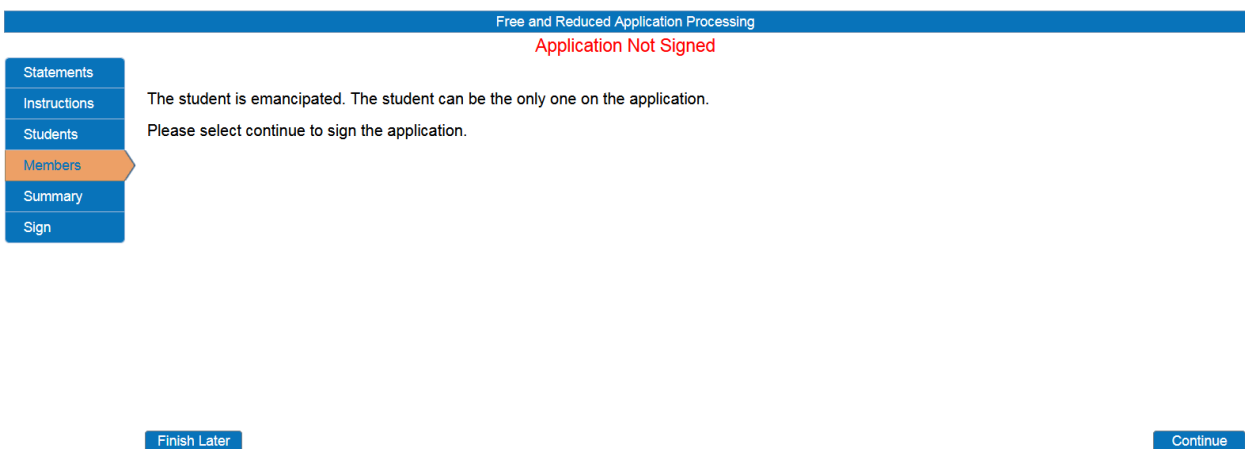 Free and Reduced Application Processing
Application Not Signed
Statements
Instructions
Students
Members
Summary
Sign
The student is emancipated. The student can be the only one on the application.
Please select continue to sign the application.
Finish Later
Continue